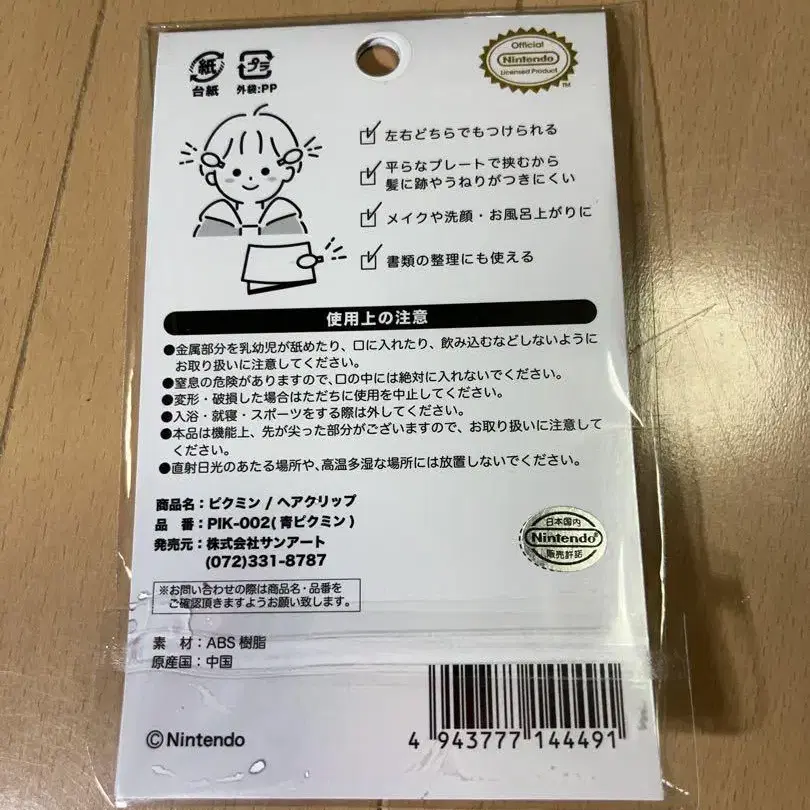 紙
台紙
プラ
外袋:PP
Official
Nintendo
Licensed Product
TM
左右どちらでもつけられる
平らなプレートで挟むから
髪に跡やうねりがつきにくい
メイクや洗顔・お風呂上がりに
書類の整理にも使える
使用上の注意
●金属部分を乳幼児が舐めたり、口に入れたり、飲み込むなどしないように
お取り扱いに注意してください。
●窒息の危険がありますので、口の中には絶対に入れないでください。
●変形・破損した場合はただちに使用を中止してください。
●入浴・就寝・スポーツをする際は外してください。
●本品は機能上、先が尖った部分がございますので、お取り扱いに注意して
ください。
●直射日光のあたる場所や、高温多湿な場所には放置しないでください。
商品名：ピクミン / ヘアクリップ
品 番：PIK-002(青ピクミン)
発売元：株式会社サンアート
(072)331-8787
※お問い合わせの際は商品名・品番を
ご確認頂きますようお願い致します。
日本国内
Nintendo
販売許諾
素 材：ABS樹脂
原産国：中国
©Nintendo
4 943777 144491